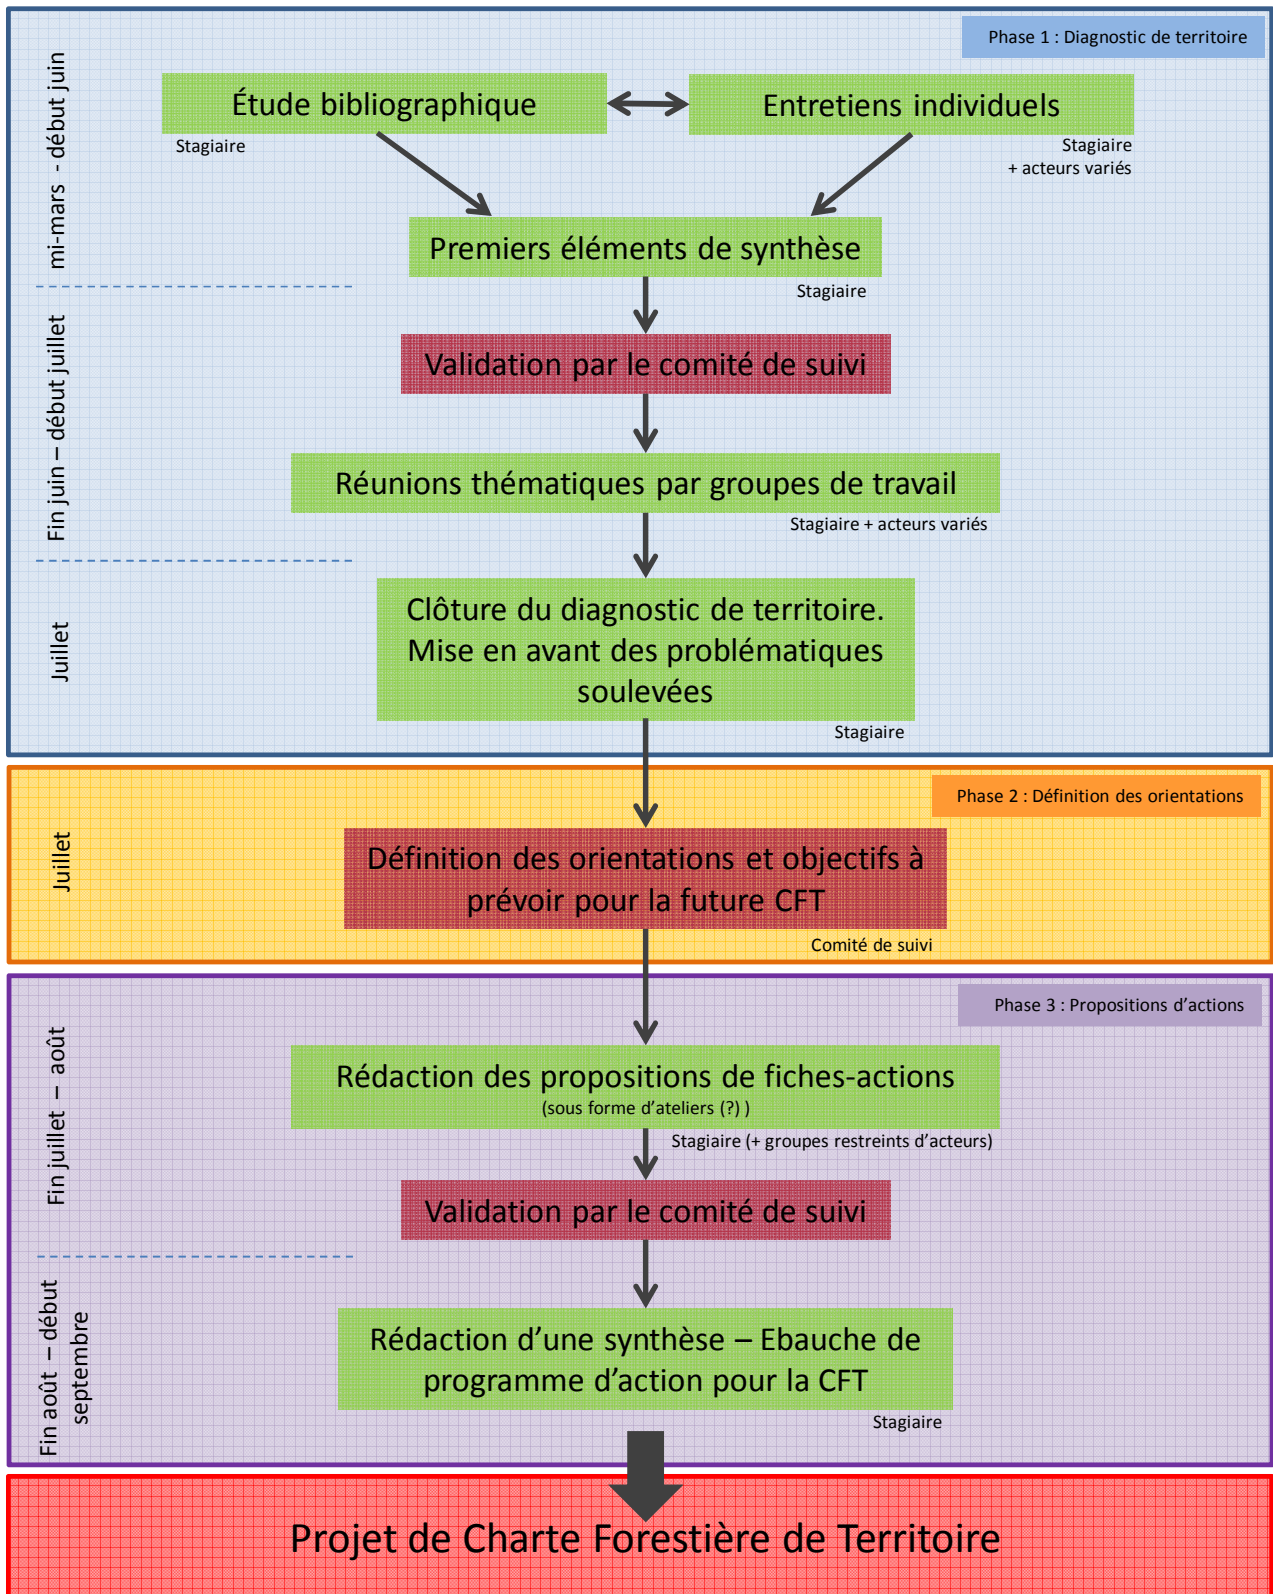 Phase 1 : Diagnostic de territoire
mi-mars - début juin
Étude bibliographique
Entretiens individuels
Stagiaire
Stagiaire
+ acteurs variés
Premiers éléments de synthèse
Stagiaire
Fin juin – début juillet
Validation par le comité de suivi
Réunions thématiques par groupes de travail
Stagiaire + acteurs variés
Juillet
Clôture du diagnostic de territoire.
Mise en avant des problématiques
soulevées
Stagiaire
Phase 2 : Définition des orientations
Juillet
Définition des orientations et objectifs à
prévoir pour la future CFT
Comité de suivi
Phase 3 : Propositions d’actions
Fin juillet – août
Rédaction des propositions de fiches-actions
(sous forme d’ateliers (?) )
Stagiaire (+ groupes restreints d’acteurs)
Validation par le comité de suivi
Fin août – début
septembre
Rédaction d’une synthèse – Ebauche de
programme d’action pour la CFT
Stagiaire
Projet de Charte Forestière de Territoire